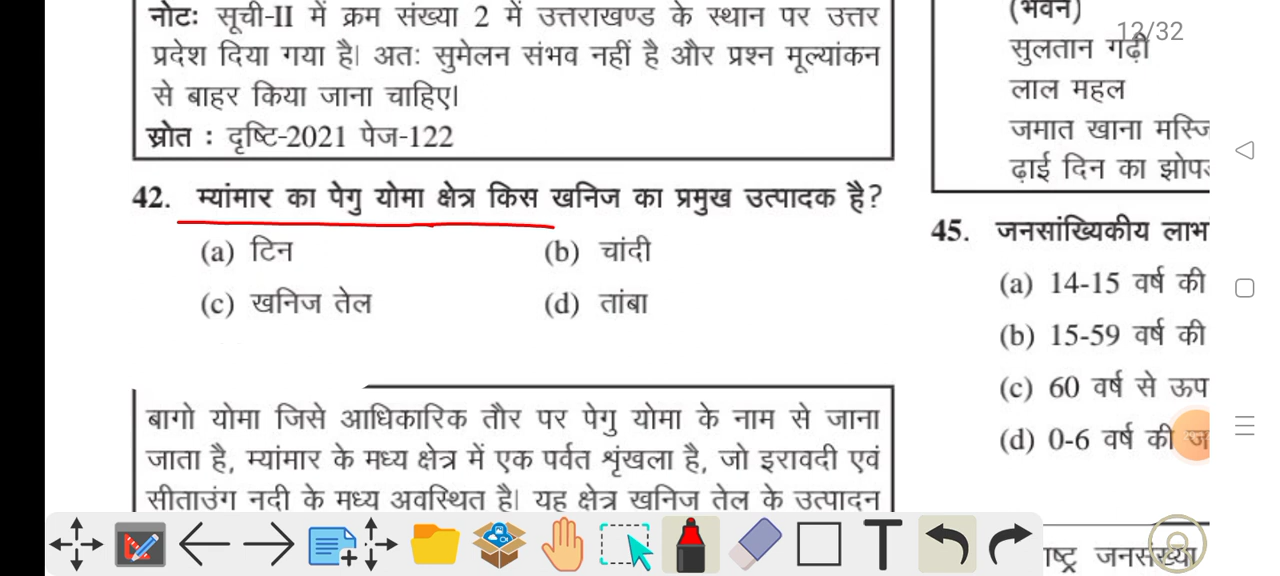 नोटः सूची-II में क्रम संख्या 2 में उत्तराखण्ड के स्थान पर उत्तर
प्रदेश दिया गया है। अतः सुमेलन संभव नहीं है और प्रश्न मूल्यांकन
से बाहर किया जाना चाहिए।
स्रोत : दृष्टि-2021 पेज-122
42. म्यांमार का पेगु योमा क्षेत्र किस खनिज का प्रमुख उत्पादक है?
(a) टिन (b) चांदी
(c) खनिज तेल (d) तांबा
बागो योमा जिसे आधिकारिक तौर पर पेगु योमा के नाम से जाना
जाता है, म्यांमार के मध्य क्षेत्र में एक पर्वत श्रृंखला है, जो इरावदी एवं
सीताउंग नदी के मध्य अवस्थित है। यह क्षेत्र खनिज तेल के उत्पादन
(भवन)
12/32
सुलतान गढ़ी
लाल महल
जमात खाना
ढ़ाई दिन का
45. जनसांख्यिकीय लाभ
(a) 14-15 वर्ष की
(b) 15-59 वर्ष की
(c) 60 वर्ष से
(d) 0-6 वर्ष की
जनसंख्या
T